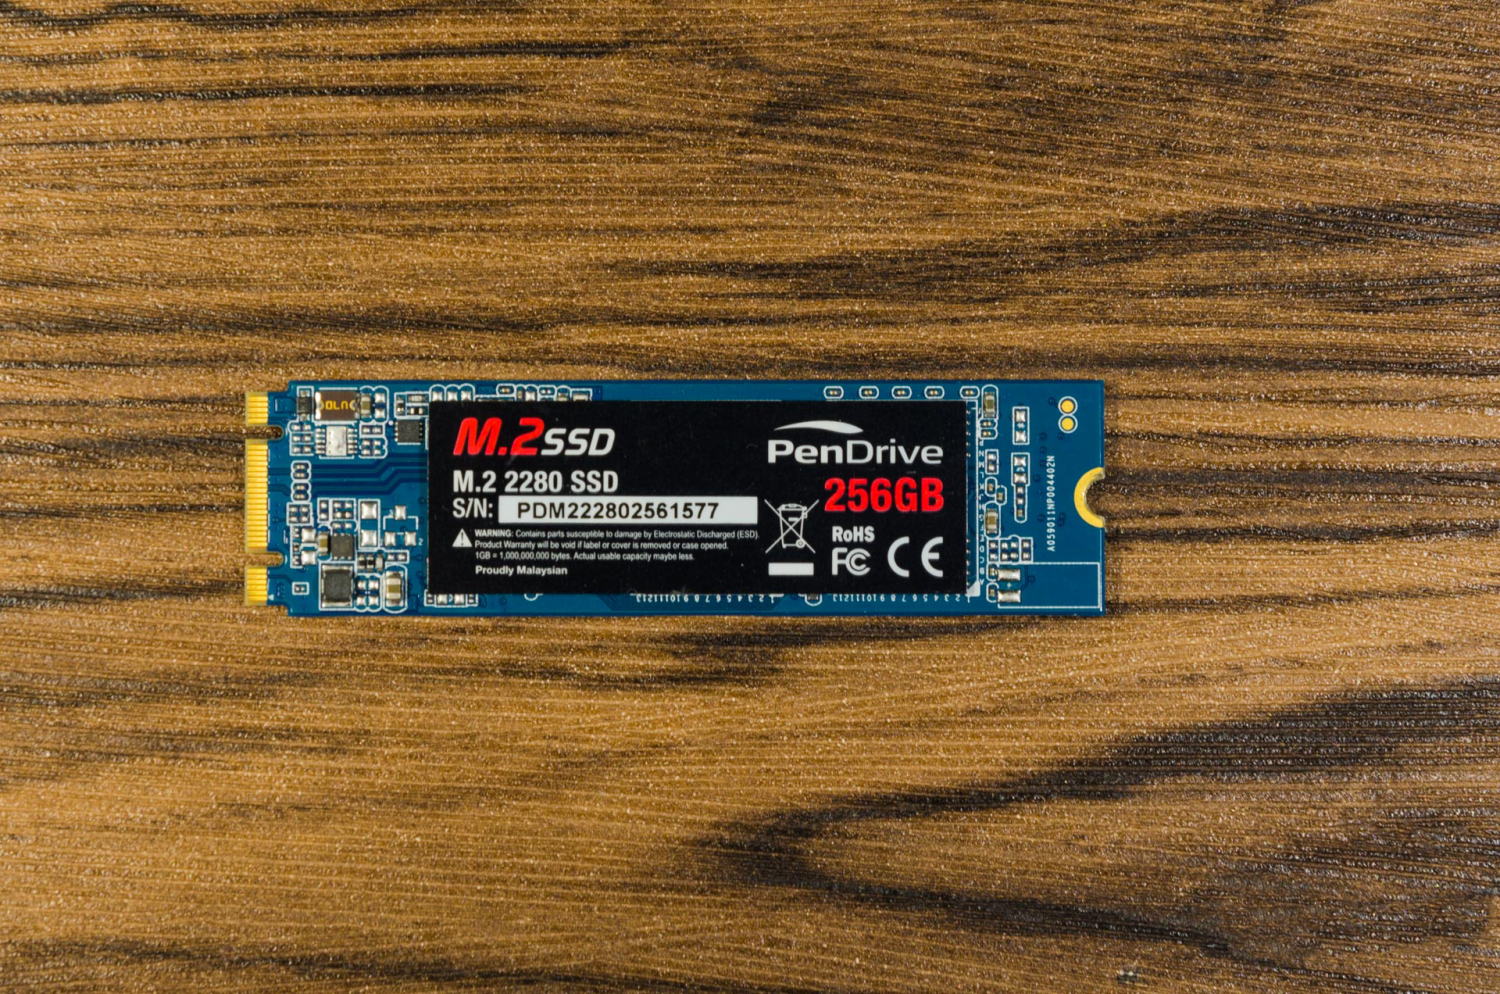 M.2SSD
M.2 2280 SSD
S/N: PDM222802561577
WARNING: Contains parts susceptible to damage by Electrostatic Discharged (ESD).
Product Warranty will be void if label or cover is removed or case opened.
1GB = 1,000,000,000 bytes. Actual usable capacity maybe less.
Proudly Malaysian
PenDrive
256GB
RoHS
FC CE
A059011NP004402N